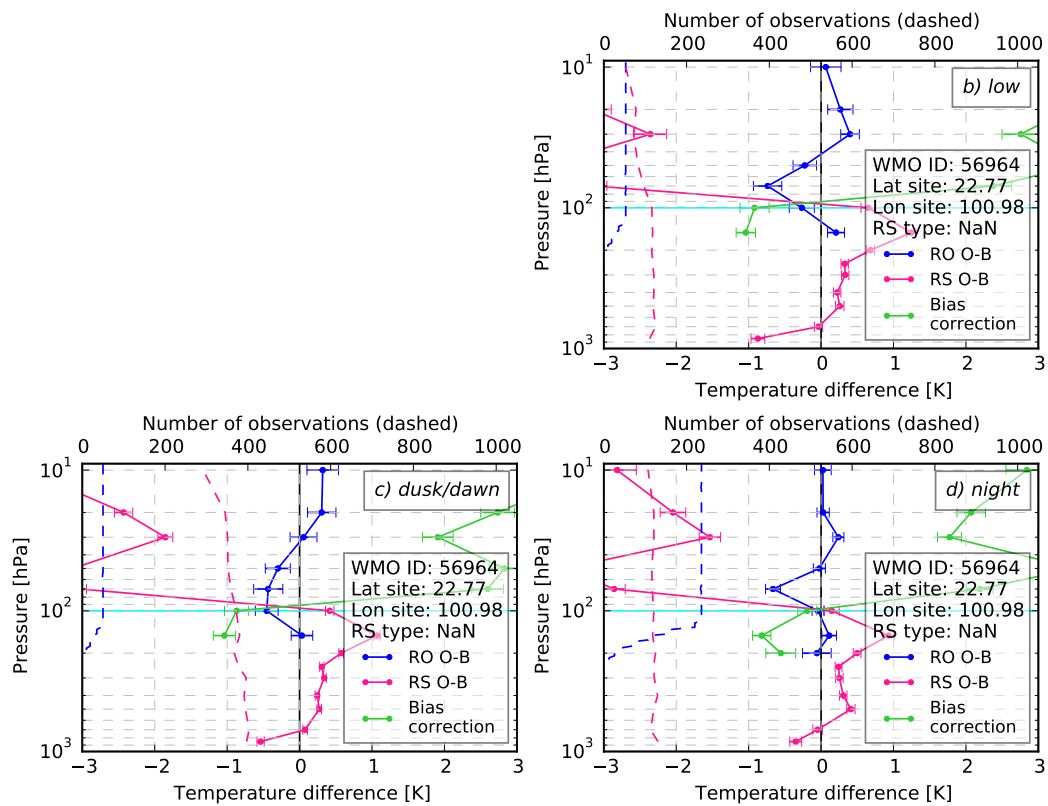 Number of observations (dashed)
0 200 400 600 800 1000
10¹
10²
10³
Pressure [hPa]
b) low
WMO ID: 56964
Lat site: 22.77
Lon site: 100.98
RS type: NaN
RO O-B
RS O-B
Bias
correction
−3 −2 −1 0 1 2 3
Temperature difference [K]
Number of observations (dashed)
0 200 400 600 800 1000
10¹
10²
10³
Pressure [hPa]
c) dusk/dawn
WMO ID: 56964
Lat site: 22.77
Lon site: 100.98
RS type: NaN
RO O-B
RS O-B
Bias
correction
−3 −2 −1 0 1 2 3
Temperature difference [K]
Number of observations (dashed)
0 200 400 600 800 1000
10¹
10²
10³
Pressure [hPa]
d) night
WMO ID: 56964
Lat site: 22.77
Lon site: 100.98
RS type: NaN
RO O-B
RS O-B
Bias
correction
−3 −2 −1 0 1 2 3
Temperature difference [K]